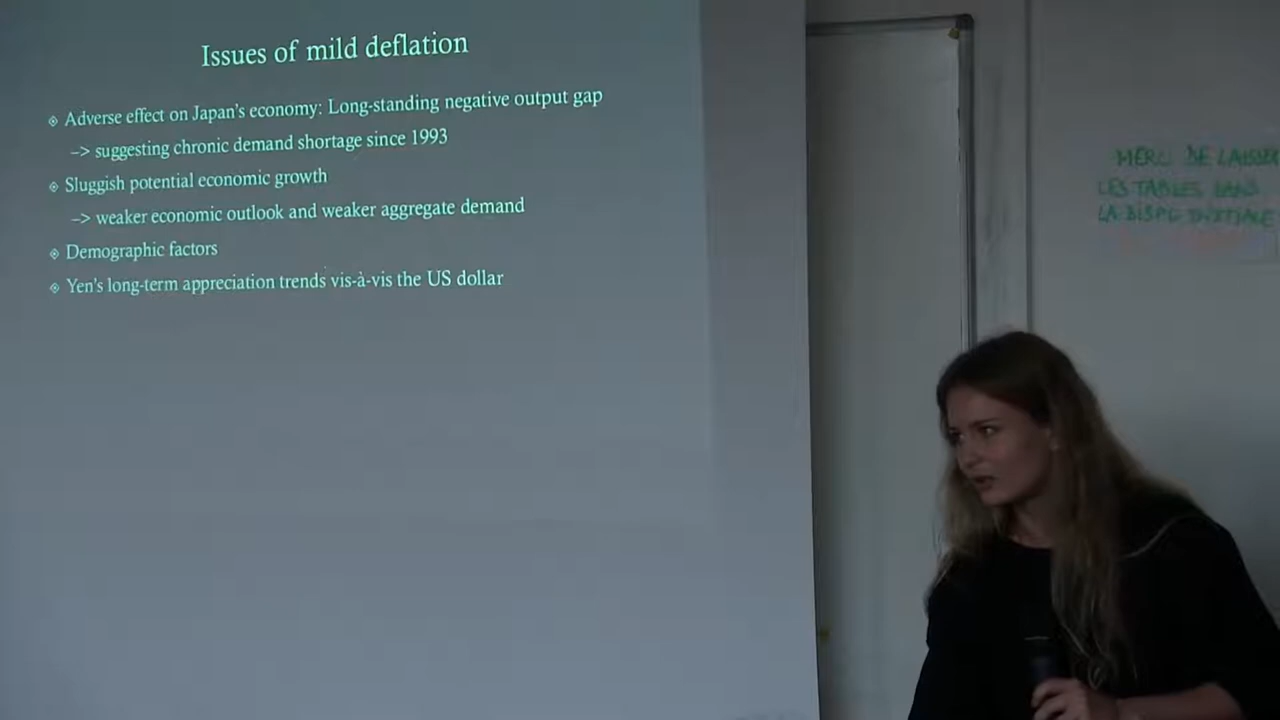 Issues of mild deflation
Adverse effect on Japan's economy: Long-standing negative output gap
–> suggesting chronic demand shortage since 1993
Sluggish potential economic growth
–> weaker economic outlook and weaker aggregate demand
Demographic factors
Yen's long-term appreciation trends vis-à-vis the US dollar
MERCI DE LAISSER
LES TABLES DANS
LA DISPO INITIALE